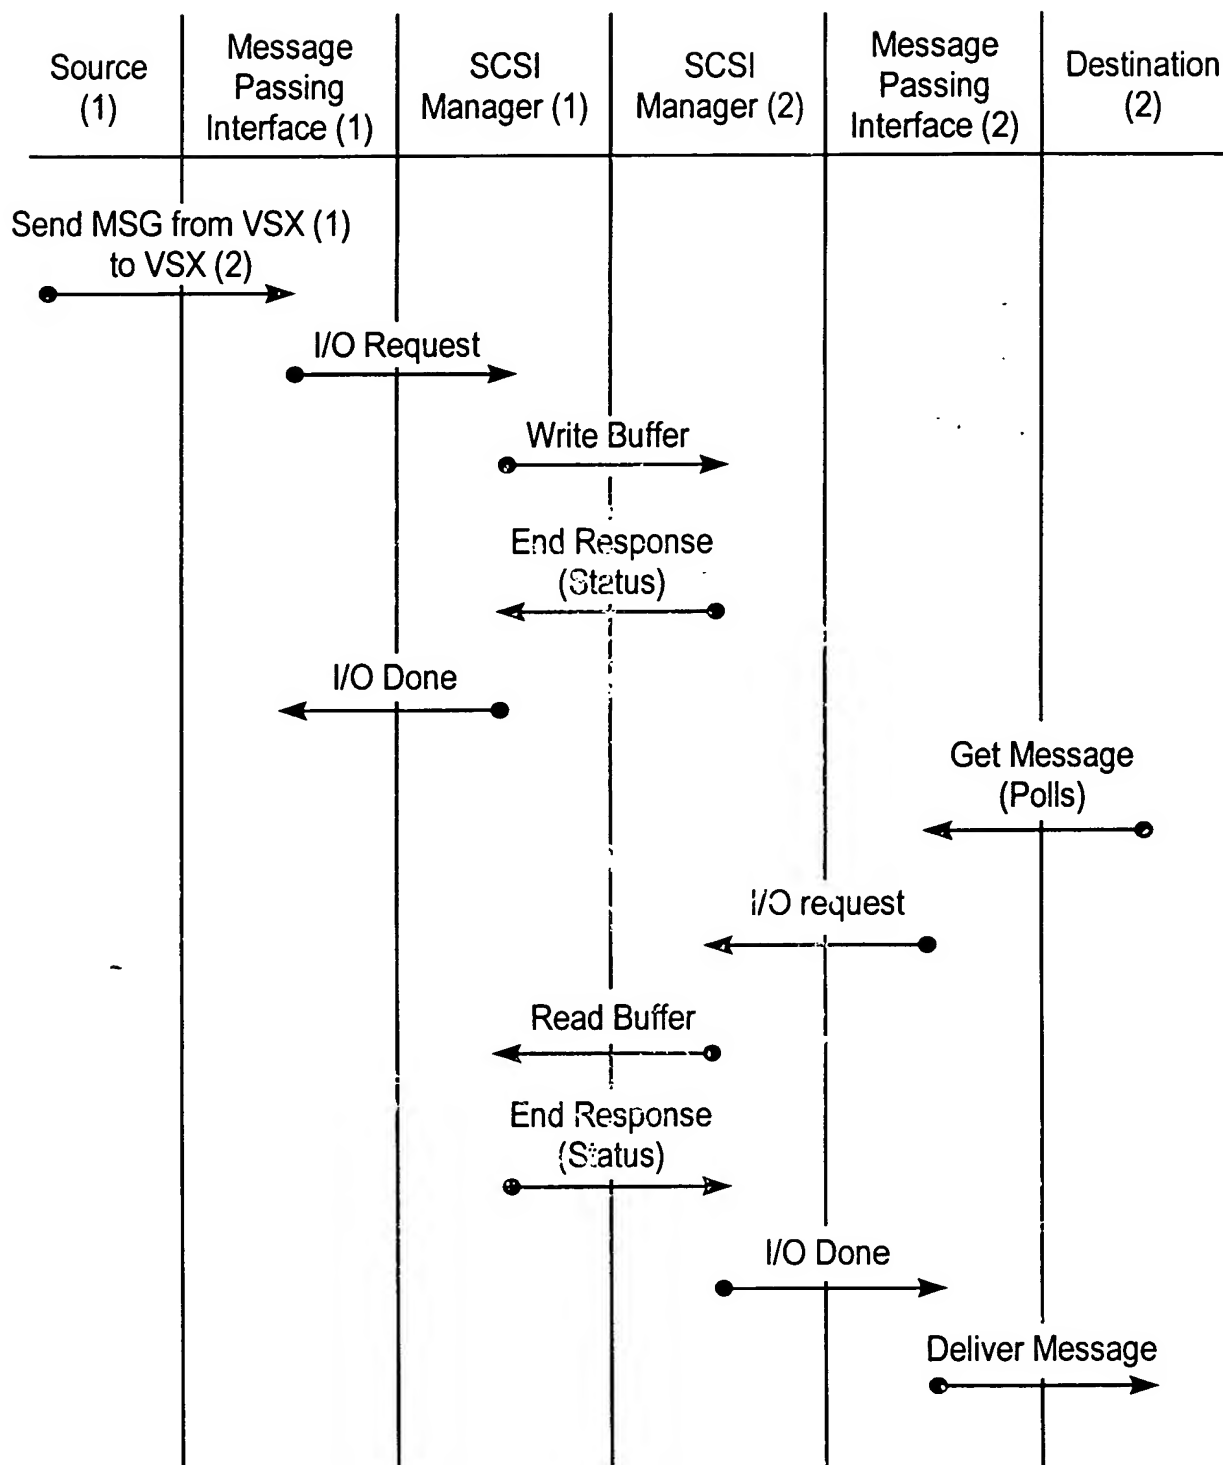 Source
(1)
Message
Passing
Interface (1)
SCSI
Manager (1)
SCSI
Manager (2)
Message
Passing
Interface (2)
Destination
(2)
Send MSG from VSX (1)
to VSX (2)
I/O Request
Write Buffer
End Response
(Status)
I/O Done
Get Message
(Polls)
I/O request
Read Buffer
End Response
(Status)
I/O Done
Deliver Message